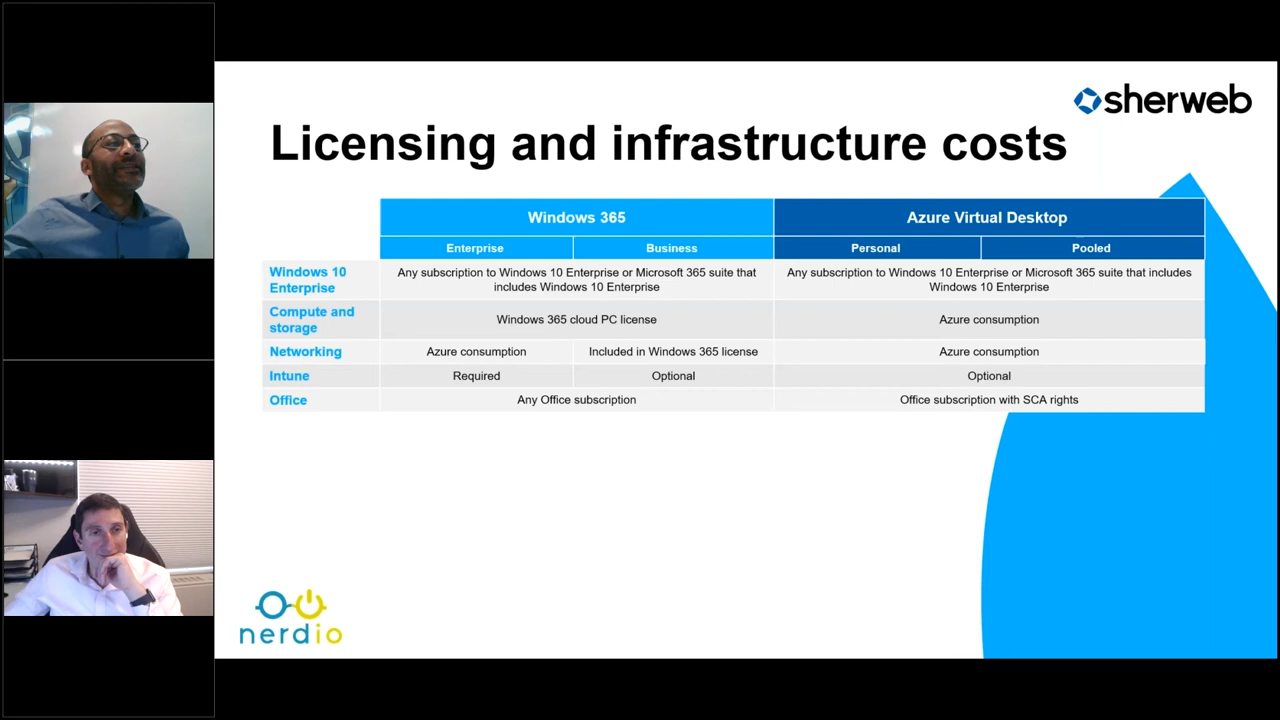 sherweb
Licensing and infrastructure costs
Windows 365
Azure Virtual Desktop
Enterprise
Business
Personal
Pooled
Windows 10
Enterprise
Any subscription to Windows 10 Enterprise or Microsoft 365 suite that
includes Windows 10 Enterprise
Any subscription to Windows 10 Enterprise or Microsoft 365 suite that includes
Windows 10 Enterprise
Compute and
storage
Windows 365 cloud PC license
Azure consumption
Networking
Azure consumption
Included in Windows 365 license
Azure consumption
Intune
Required
Optional
Optional
Office
Any Office subscription
Office subscription with SCA rights
nerdio